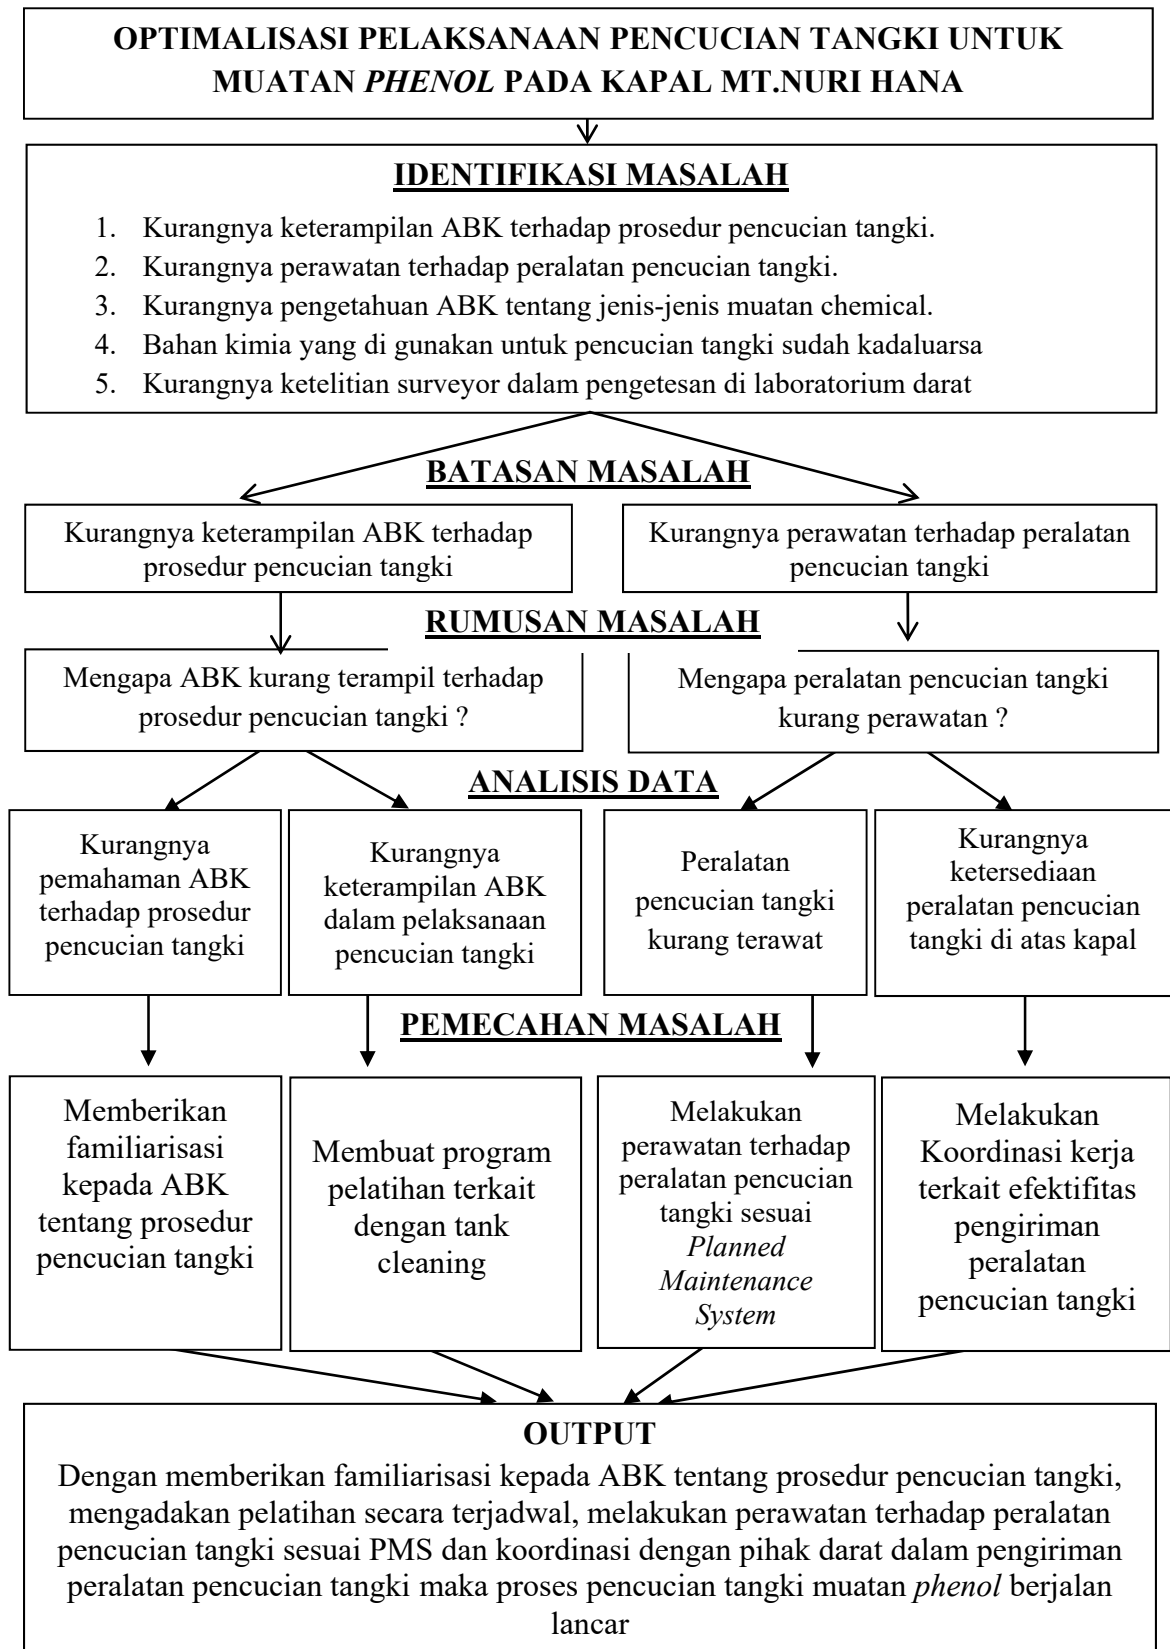 OPTIMALISASI PELAKSANAAN PENCUCIAN TANGKI UNTUK
MUATAN PHENOL PADA KAPAL MT.NURI HANA
IDENTIFIKASI MASALAH
1. Kurangnya keterampilan ABK terhadap prosedur pencucian tangki.
2. Kurangnya perawatan terhadap peralatan pencucian tangki.
3. Kurangnya pengetahuan ABK tentang jenis-jenis muatan chemical.
4. Bahan kimia yang di gunakan untuk pencucian tangki sudah kadaluarsa
5. Kurangnya ketelitian surveyor dalam pengetesan di laboratorium darat
BATASAN MASALAH
Kurangnya keterampilan ABK terhadap
prosedur pencucian tangki
Kurangnya perawatan terhadap peralatan
pencucian tangki
RUMUSAN MASALAH
Mengapa ABK kurang terampil terhadap
prosedur pencucian tangki ?
Mengapa peralatan pencucian tangki
kurang perawatan ?
ANALISIS DATA
Kurangnya
pemahaman ABK
terhadap prosedur
pencucian tangki
Kurangnya
keterampilan ABK
dalam pelaksanaan
pencucian tangki
Peralatan
pencucian tangki
kurang terawat
Kurangnya
ketersediaan
peralatan pencucian
tangki di atas kapal
PEMECAHAN MASALAH
Memberikan
familiarisasi
kepada ABK
tentang prosedur
pencucian tangki
Membuat program
pelatihan terkait
dengan tank
cleaning
Melakukan
perawatan terhadap
peralatan pencucian
tangki sesuai
Planned
Maintenance
System
Melakukan
Koordinasi kerja
terkait efektifitas
pengiriman
peralatan
pencucian tangki
OUTPUT
Dengan memberikan familiarisasi kepada ABK tentang prosedur pencucian tangki,
mengadakan pelatihan secara terjadwal, melakukan perawatan terhadap peralatan
pencucian tangki sesuai PMS dan koordinasi dengan pihak darat dalam pengiriman
peralatan pencucian tangki maka proses pencucian tangki muatan phenol berjalan
lancar